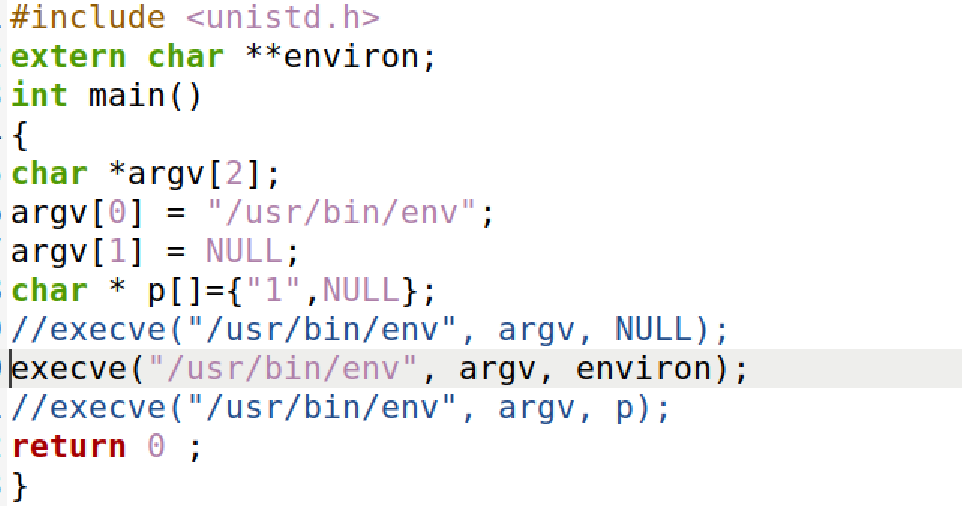 #include <unistd.h>
extern char **environ;
int main()
{
char *argv[2];
argv[0] = "/usr/bin/env";
argv[1] = NULL;
char * p[]={"1",NULL};
//execve("/usr/bin/env", argv, NULL);
execve("/usr/bin/env", argv, environ);
//execve("/usr/bin/env", argv, p);
return 0 ;
}